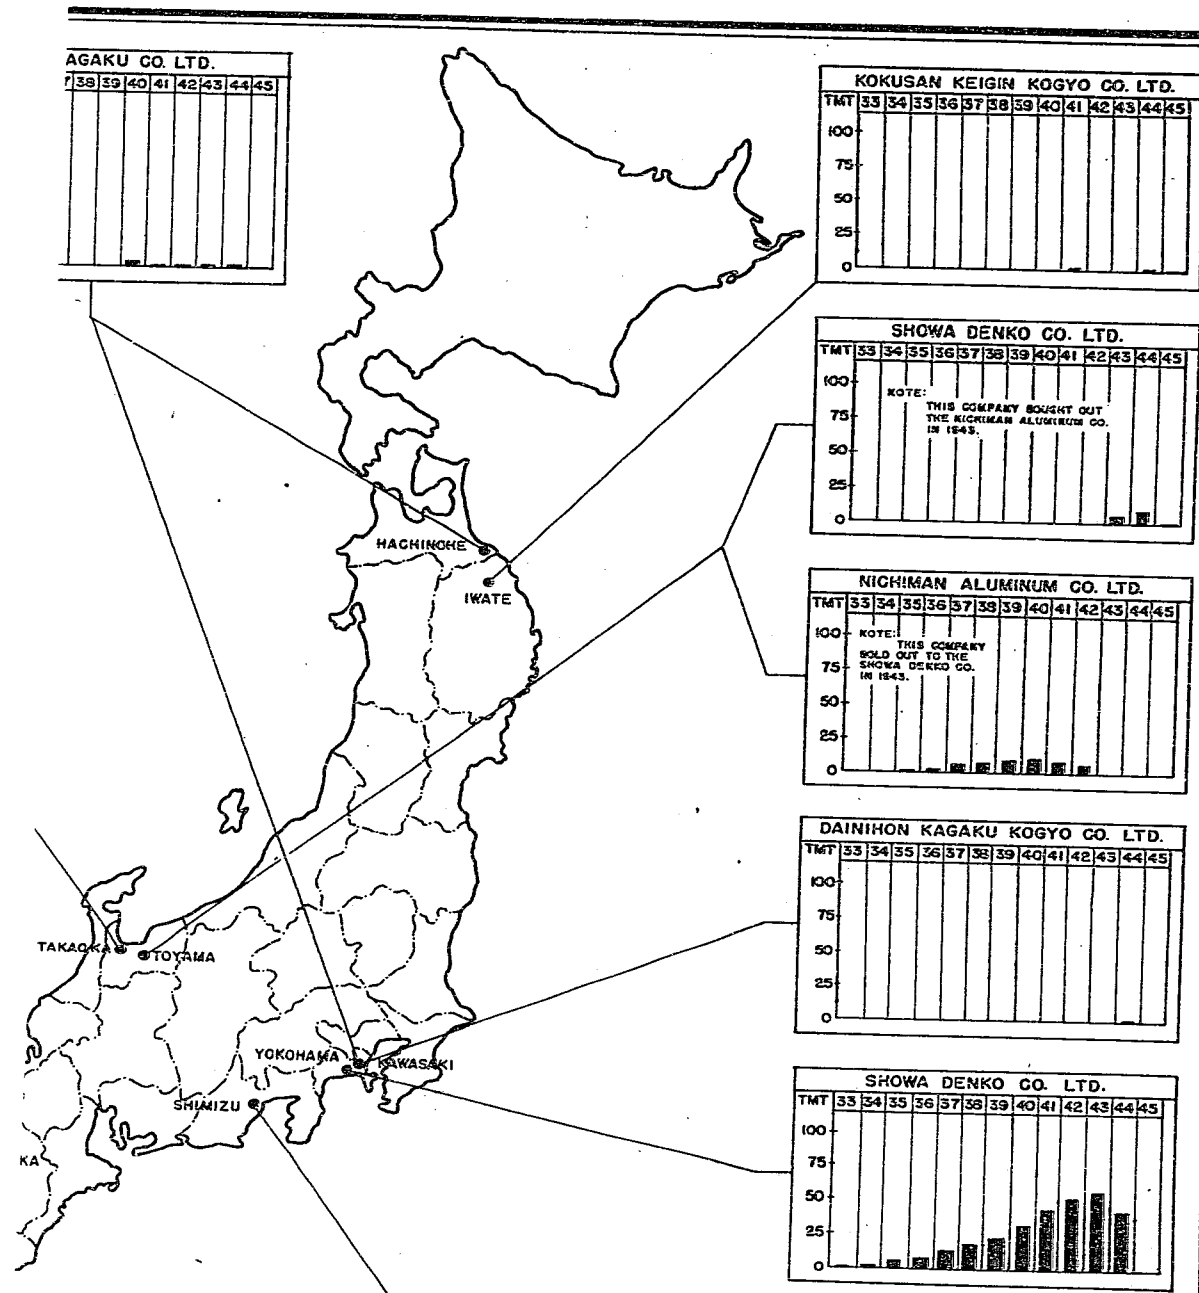 AGAKU CO. LTD.
7 38 39 40 41 42 43 44 45
KOKUSAN KEIGIN KOGYO CO. LTD.
TMT 33 34 35 36 37 38 39 40 41 42 43 44 45
100
75
50
25
0
SHOWA DENKO CO. LTD.
TMT 33 34 35 36 37 38 39 40 41 42 43 44 45
100
75
50
25
0
NOTE:
THIS COMPANY BOUGHT OUT
THE NICHIMAN ALUMINUM CO.
IN 1943.
HACHINOHE
IWATE
NICHIMAN ALUMINUM CO. LTD.
TMT 33 34 35 36 37 38 39 40 41 42 43 44 45
100
75
50
25
0
NOTE:
THIS COMPANY
SOLD OUT TO THE
SHOWA DENKO CO.
IN 1943.
DAINIHON KAGAKU KOGYO CO. LTD.
TMT 33 34 35 36 37 38 39 40 41 42 43 44 45
100
75
50
25
0
TAKAOKA
TOYAMA
YOKOHAMA
KAWASAKI
SHIMIZU
KA
SHOWA DENKO CO. LTD.
TMT 33 34 35 36 37 38 39 40 41 42 43 44 45
100
75
50
25
0